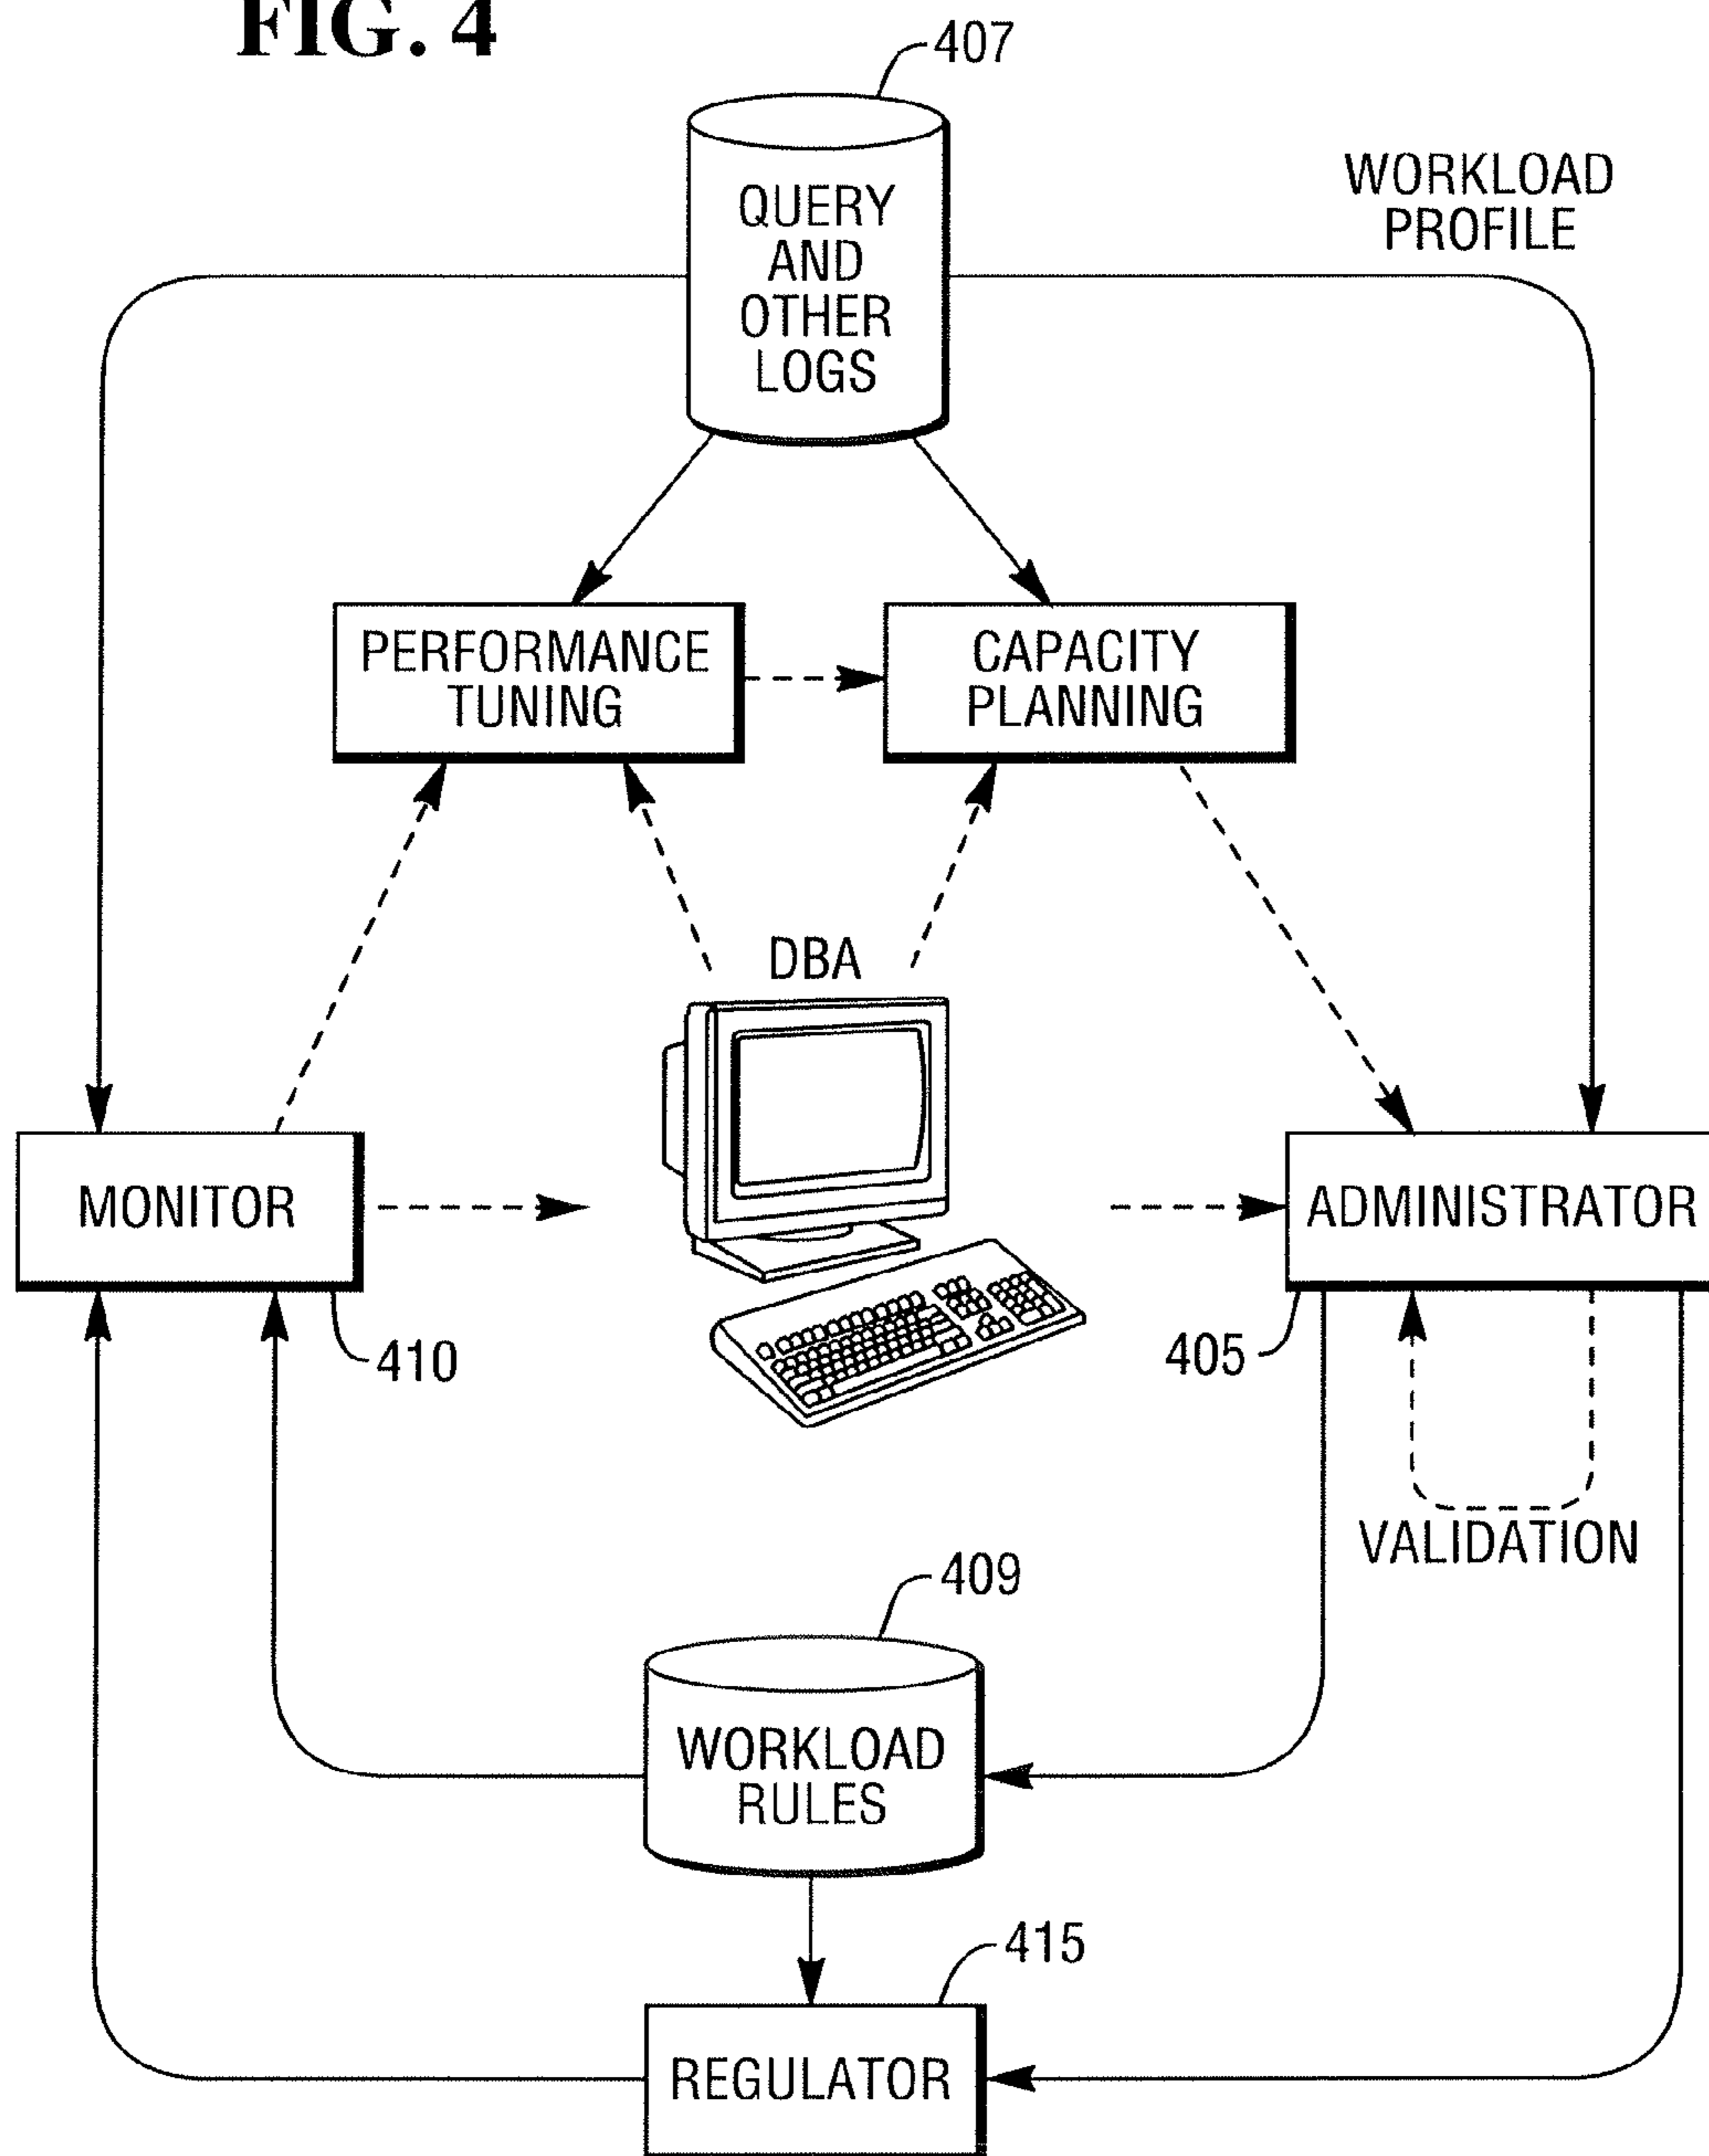 FIG. 4
407
QUERY
AND
OTHER
LOGS
WORKLOAD
PROFILE
PERFORMANCE
TUNING
CAPACITY
PLANNING
DBA
MONITOR
ADMINISTRATOR
410
405
VALIDATION
409
WORKLOAD
RULES
415
REGULATOR